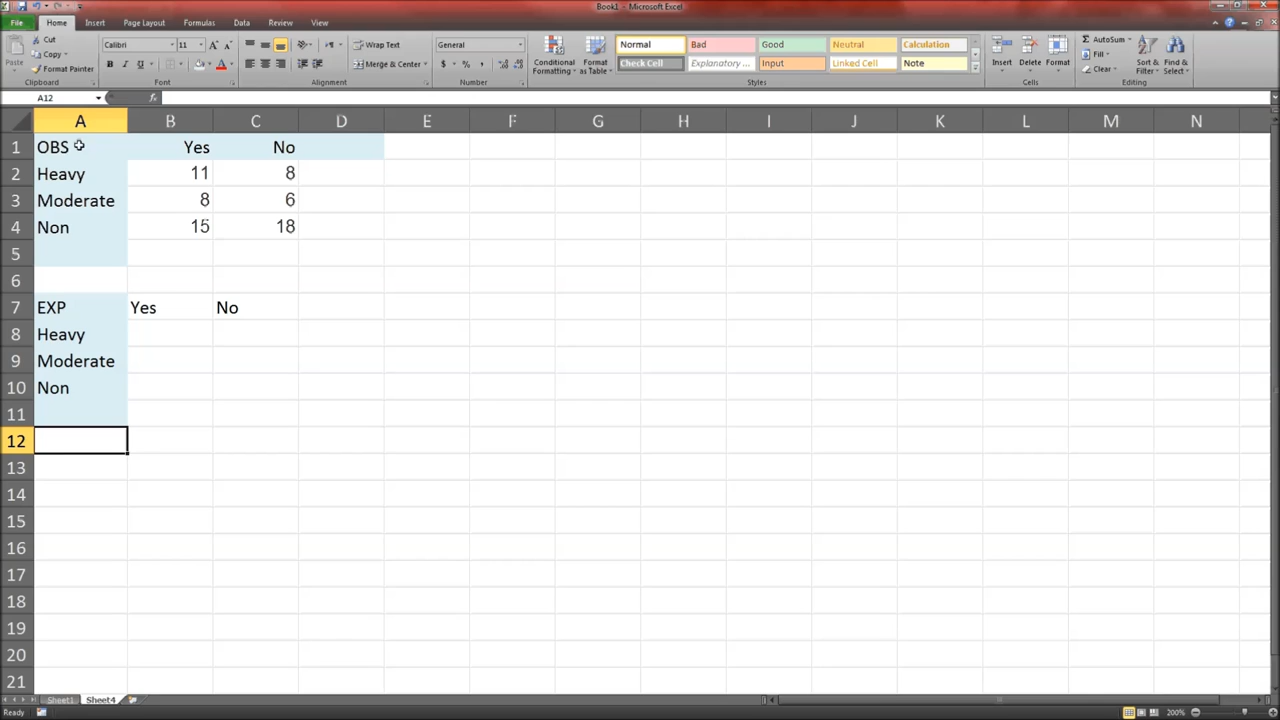 Book1 - Microsoft Excel
File Home Insert Page Layout Formulas Data Review View
Cut Calibri 11 Wrap Text General Normal Bad Good Neutral Calculation AutoSum
Copy Fill
Paste Format Painter B I U Merge & Center $ % , Conditional Formatting Format as Table Check Cell Explanatory ... Input Linked Cell Note Insert Delete Format Clear Sort & Filter Find & Select
Clipboard Font Alignment Number Styles Cells Editing
A12 fx
A B C D E F G H I J K L M N
1 OBS Yes No
2 Heavy 11 8
3 Moderate 8 6
4 Non 15 18
5
6
7 EXP Yes No
8 Heavy
9 Moderate
10 Non
11
12
13
14
15
16
17
18
19
20
21
Sheet1 Sheet4
Ready 200%